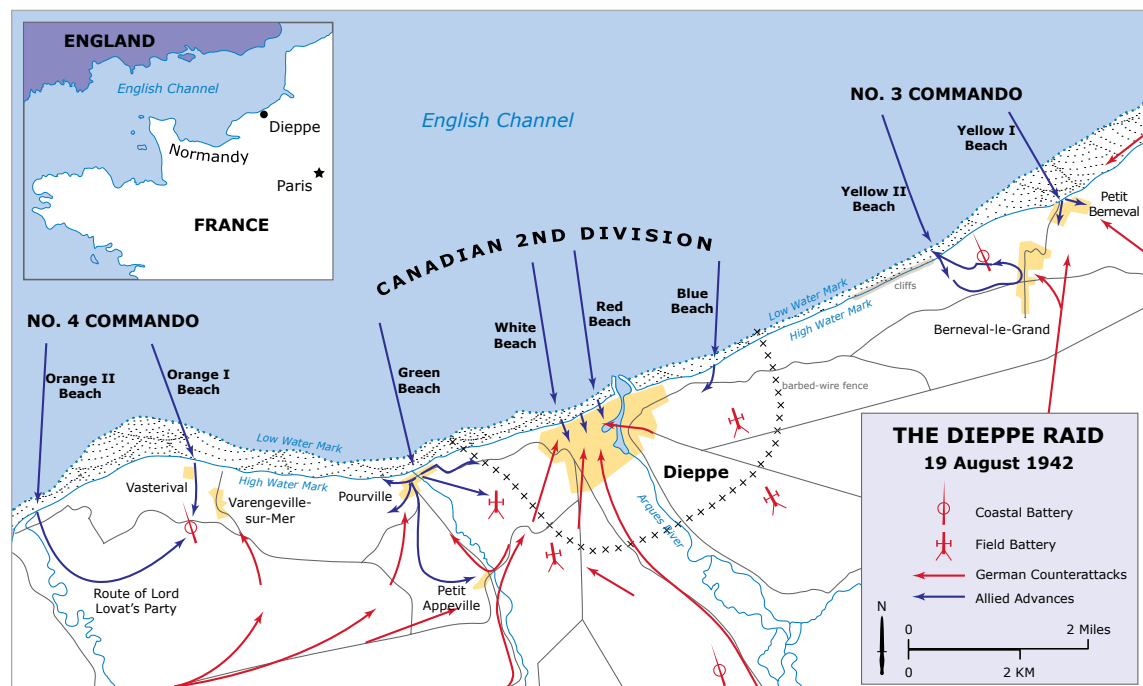 ENGLAND
English Channel
Dieppe
Normandy
Paris
FRANCE
English Channel
NO. 3 COMMANDO
Yellow I
Beach
Yellow II
Beach
Petit
Berneval
CANADIAN 2ND DIVISION
Blue
Beach
Red
Beach
White
Beach
Low Water Mark
High Water Mark
cliffs
Berneval-le-Grand
NO. 4 COMMANDO
Orange II
Beach
Orange I
Beach
Green
Beach
barbed-wire fence
Low Water Mark
High Water Mark
Vasterival
Varengeville-
sur-Mer
Pourville
Dieppe
Arques River
Route of Lord
Lovat's Party
Petit
Appeville
THE DIEPPE RAID
19 August 1942
Coastal Battery
Field Battery
German Counterattacks
Allied Advances
N
0
2 Miles
0
2 KM